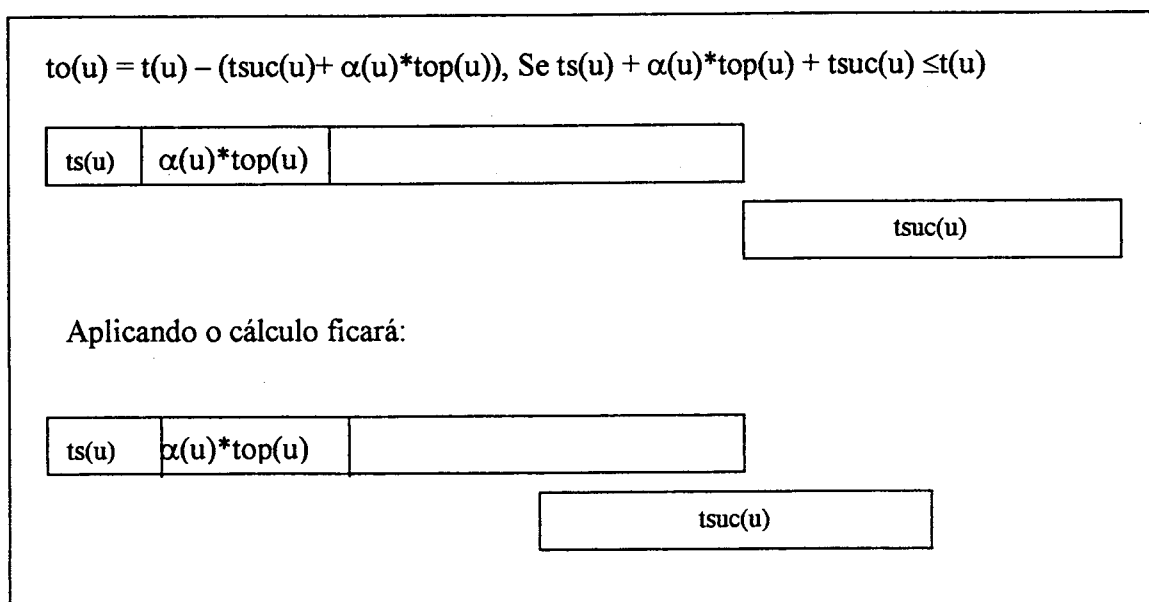 to(u) = t(u) – (tsuc(u)+ α(u)*top(u)), Se ts(u) + α(u)*top(u) + tsuc(u) ≤t(u)
ts(u) α(u)*top(u)
tsuc(u)
Aplicando o cálculo ficará:
ts(u) α(u)*top(u)
tsuc(u)